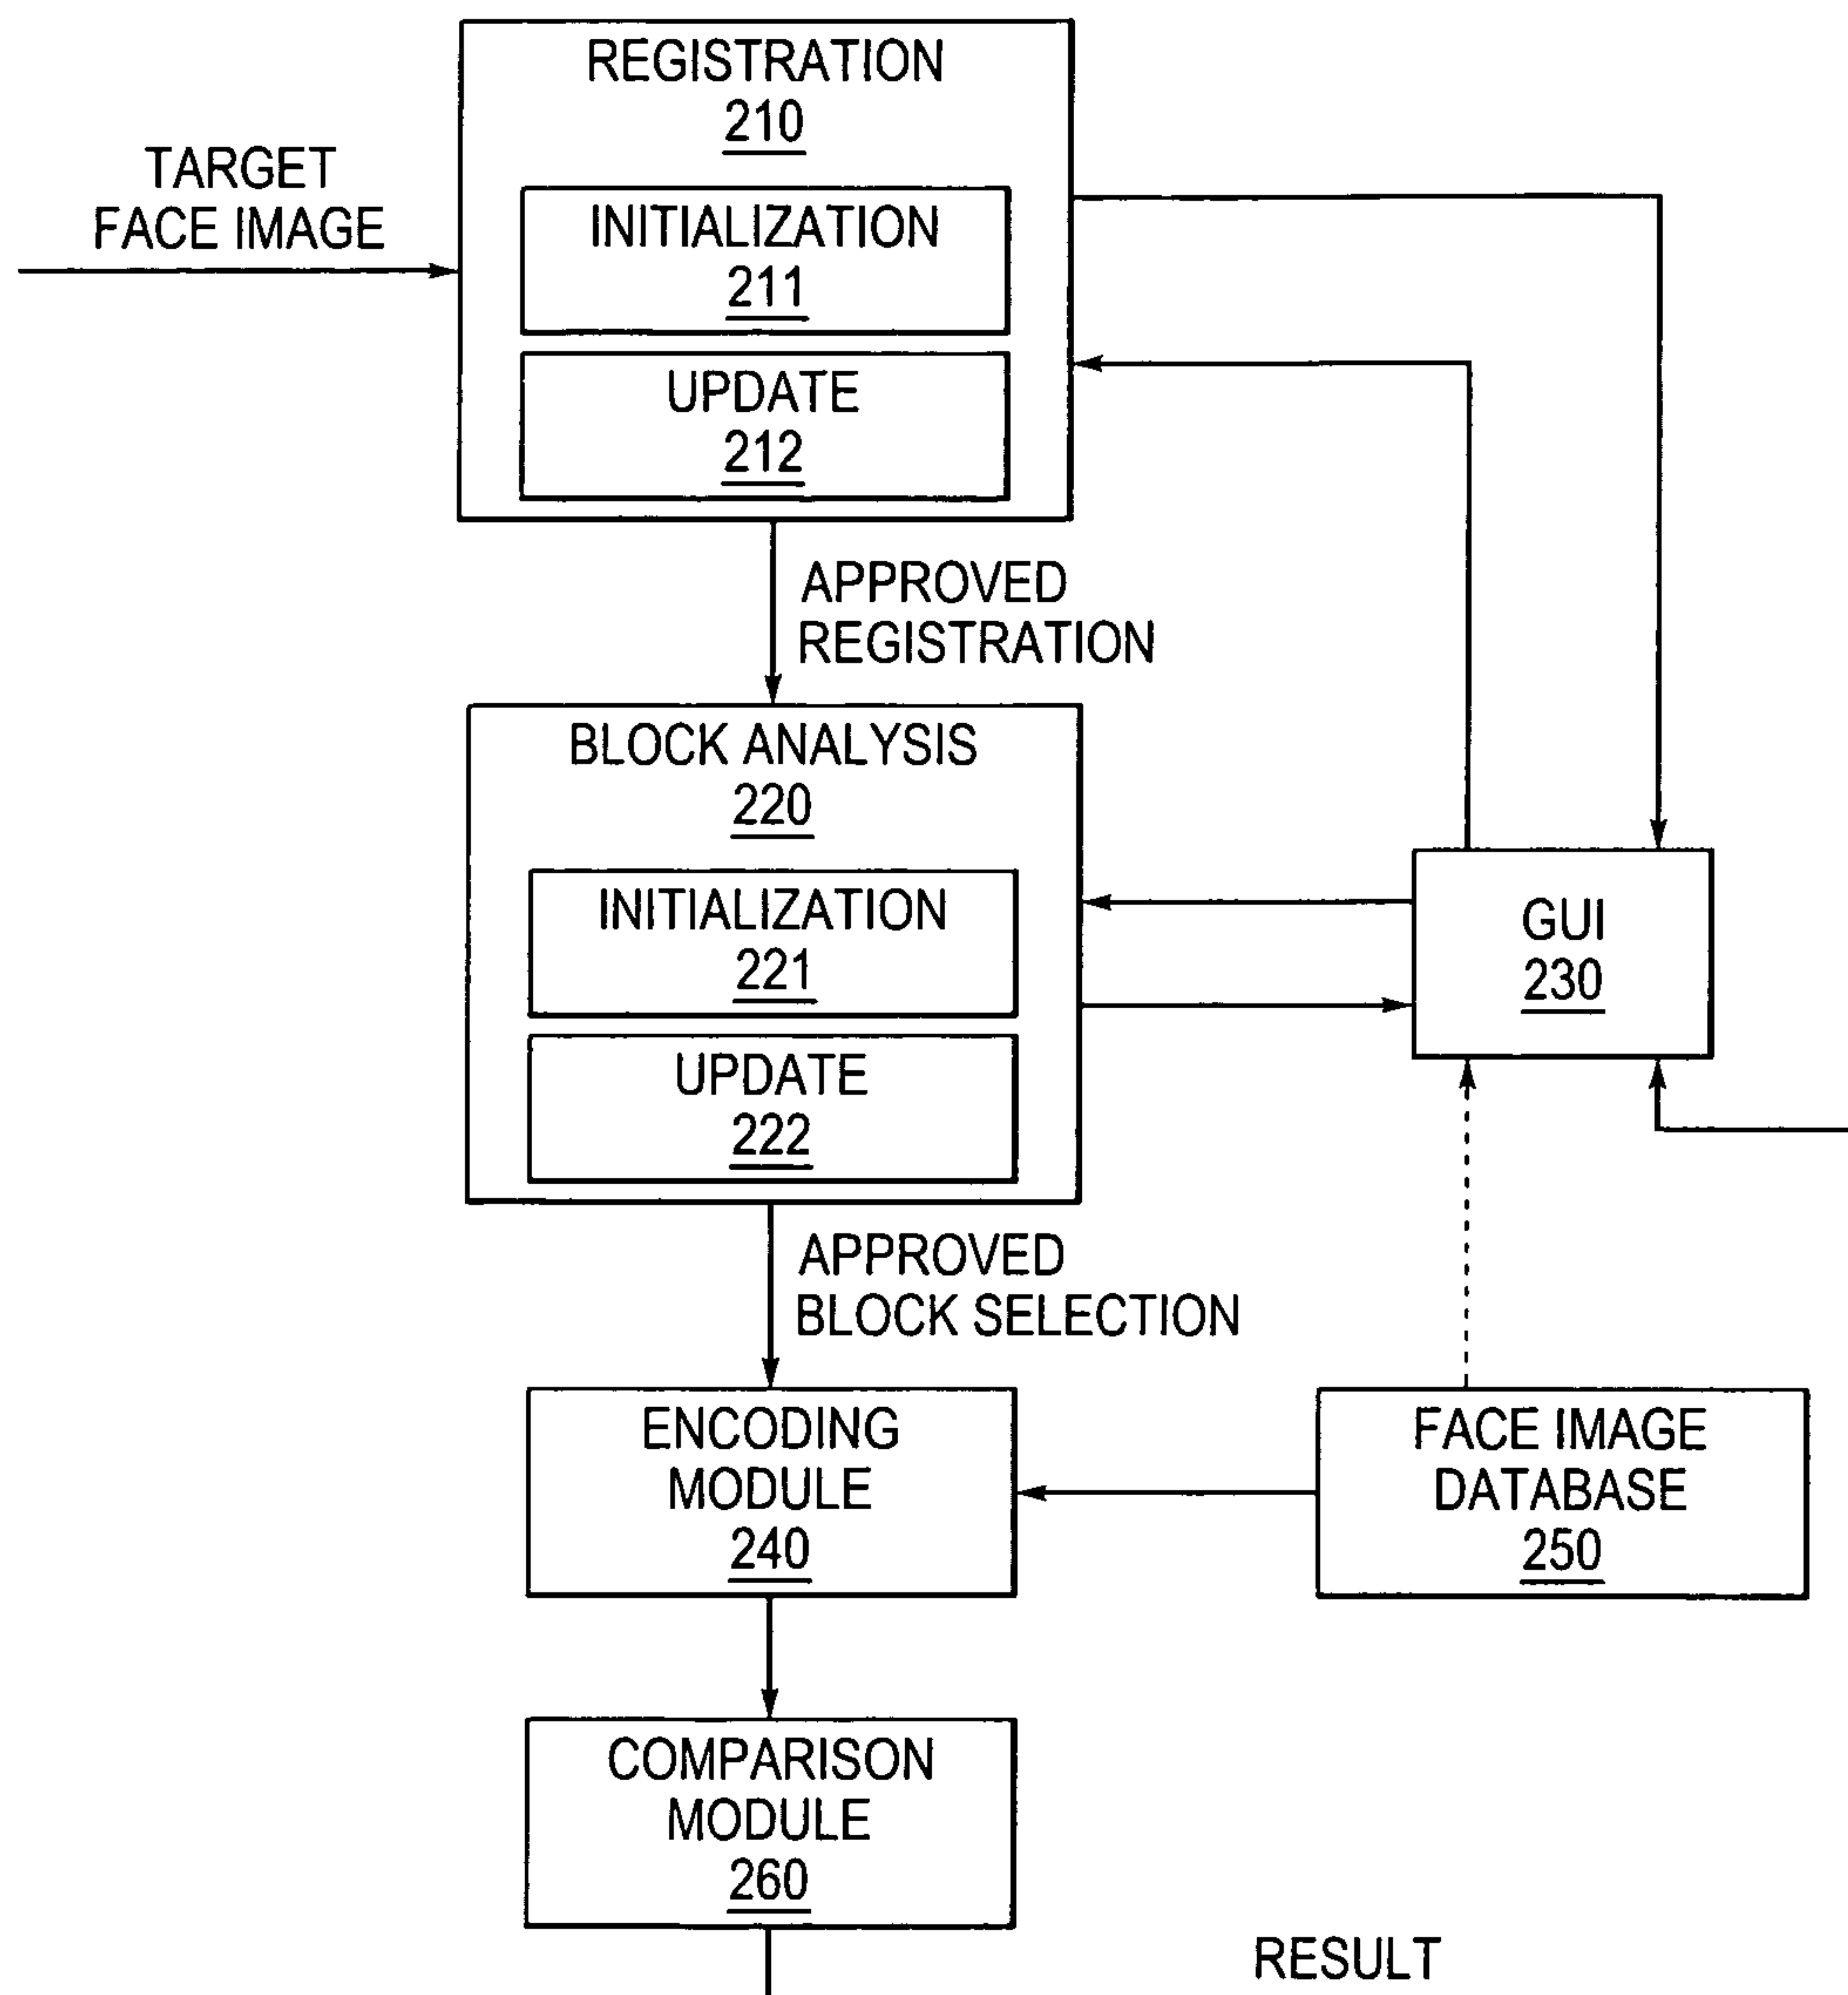 REGISTRATION
210
TARGET
FACE IMAGE
INITIALIZATION
211
UPDATE
212
APPROVED
REGISTRATION
BLOCK ANALYSIS
220
INITIALIZATION
221
UPDATE
222
GUI
230
APPROVED
BLOCK SELECTION
ENCODING
MODULE
240
FACE IMAGE
DATABASE
250
COMPARISON
MODULE
260
RESULT